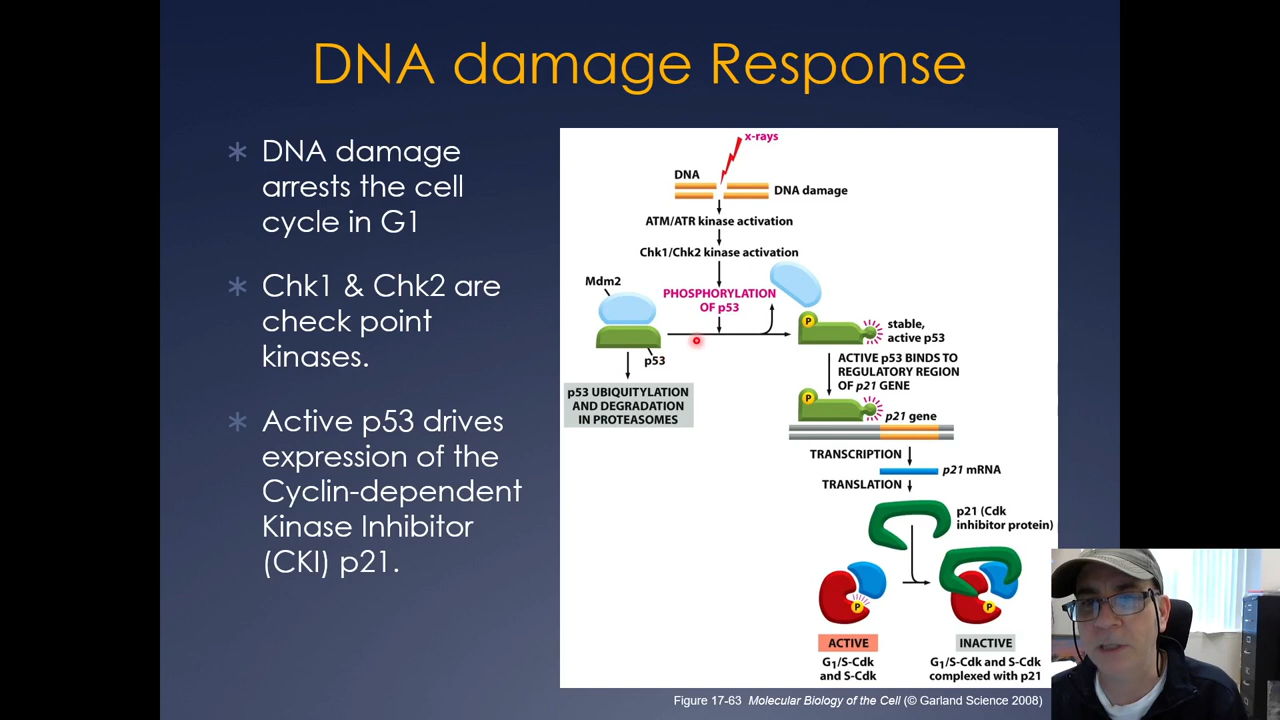 DNA damage Response
DNA damage
arrests the cell
cycle in G1
Chk1 & Chk2 are
check point
kinases.
Active p53 drives
expression of the
Cyclin-dependent
Kinase Inhibitor
(CKI) p21.
x-rays
DNA
DNA damage
ATM/ATR kinase activation
Chk1/Chk2 kinase activation
Mdm2
PHOSPHORYLATION
OF p53
P
stable,
active p53
p53
p53 UBIQUITYLATION
AND DEGRADATION
IN PROTEASOMES
ACTIVE p53 BINDS TO
REGULATORY REGION
OF p21 GENE
P
p21 gene
TRANSCRIPTION
p21 mRNA
TRANSLATION
p21 (Cdk
inhibitor protein)
P
P
ACTIVE
INACTIVE
G1/S-Cdk
and S-Cdk
G1/S-Cdk and S-Cdk
complexed with p21
Figure 17-63 Molecular Biology of the Cell (© Garland Science 2008)